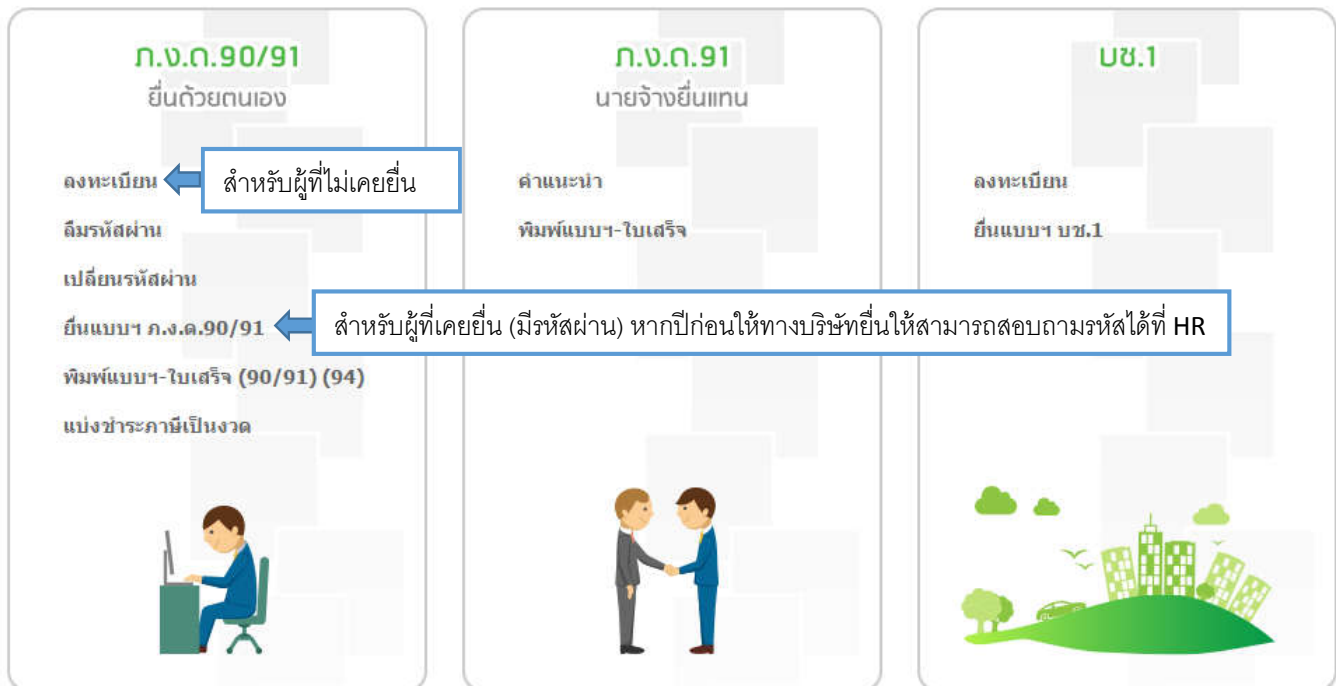 ภ.ง.ด.90/91
ยื่นด้วยตนเอง
ลงทะเบียน
สำหรับผู้ที่ไม่เคยยื่น
ลืมรหัสผ่าน
เปลี่ยนรหัสผ่าน
ยื่นแบบฯ ภ.ง.ด.90/91
สำหรับผู้ที่เคยยื่น (มีรหัสผ่าน) หากปีก่อนให้ทางบริษัทยื่นให้สามารถสอบถามรหัสได้ที่ HR
พิมพ์แบบฯ-ใบเสร็จ (90/91) (94)
แบ่งชำระภาษีเป็นงวด
ภ.ง.ด.91
นายจ้างยื่นแทน
คำแนะนำ
พิมพ์แบบฯ-ใบเสร็จ
บช.1
ลงทะเบียน
ยื่นแบบฯ บช.1